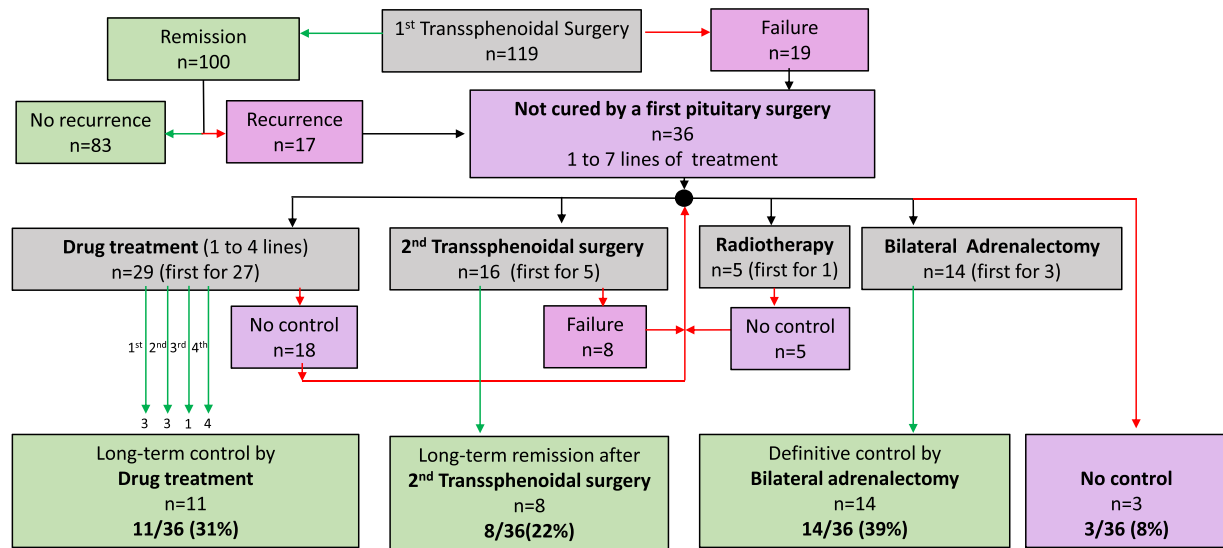 Remission
n=100
1st Transsphenoidal Surgery
n=119
Failure
n=19
No recurrence
n=83
Recurrence
n=17
Not cured by a first pituitary surgery
n=36
1 to 7 lines of treatment
Drug treatment (1 to 4 lines)
n=29 (first for 27)
2nd Transsphenoidal surgery
n=16 (first for 5)
Radiotherapy
n=5 (first for 1)
Bilateral Adrenalectomy
n=14 (first for 3)
No control
n=18
Failure
n=8
No control
n=5
1st 2nd 3rd 4th
3 3 1 4
Long-term control by
Drug treatment
n=11
11/36 (31%)
Long-term remission after
2nd Transsphenoidal surgery
n=8
8/36(22%)
Definitive control by
Bilateral adrenalectomy
n=14
14/36 (39%)
No control
n=3
3/36 (8%)